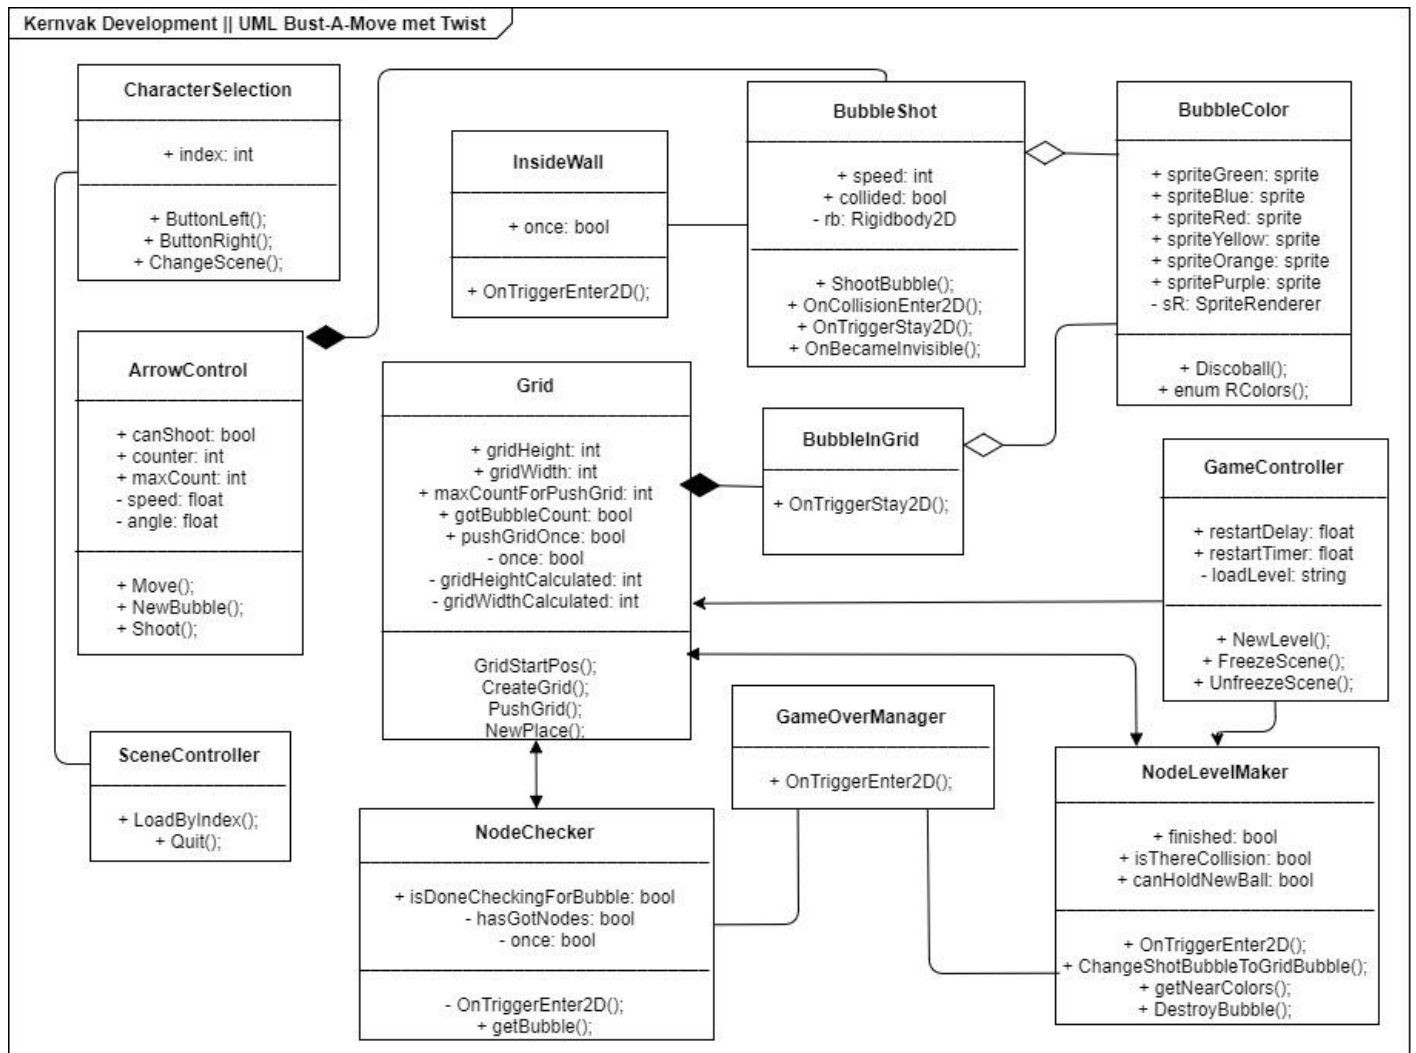 Kernvak Development || UML Bust-A-Move met Twist
CharacterSelection
+ index: int
+ ButtonLeft();
+ ButtonRight();
+ ChangeScene();
InsideWall
+ once: bool
+ OnTriggerEnter2D();
BubbleShot
+ speed: int
+ collided: bool
- rb: Rigidbody2D
+ ShootBubble();
+ OnCollisionEnter2D();
+ OnTriggerStay2D();
+ OnBecameInvisible();
BubbleColor
+ spriteGreen: sprite
+ spriteBlue: sprite
+ spriteRed: sprite
+ spriteYellow: sprite
+ spriteOrange: sprite
+ spritePurple: sprite
- sR: SpriteRenderer
+ Discoball();
+ enum RColors();
ArrowControl
+ canShoot: bool
+ counter: int
+ maxCount: int
- speed: float
- angle: float
+ Move();
+ NewBubble();
+ Shoot();
Grid
+ gridHeight: int
+ gridWidth: int
+ maxCountForPushGrid: int
+ gotBubbleCount: bool
+ pushGridOnce: bool
- once: bool
- gridHeightCalculated: int
- gridWidthCalculated: int
GridStartPos();
CreateGrid();
PushGrid();
NewPlace();
BubbleInGrid
+ OnTriggerStay2D();
GameController
+ restartDelay: float
+ restartTimer: float
- loadLevel: string
+ NewLevel();
+ FreezeScene();
+ UnfreezeScene();
SceneController
+ LoadByIndex();
+ Quit();
NodeChecker
+ isDoneCheckingForBubble: bool
- hasGotNodes: bool
- once: bool
- OnTriggerEnter2D();
+ getBubble();
GameOverManager
+ OnTriggerEnter2D();
NodeLevelMaker
+ finished: bool
+ isThereCollision: bool
+ canHoldNewBall: bool
+ OnTriggerEnter2D();
+ ChangeShotBubbleToGridBubble();
+ getNearColors();
+ DestroyBubble();